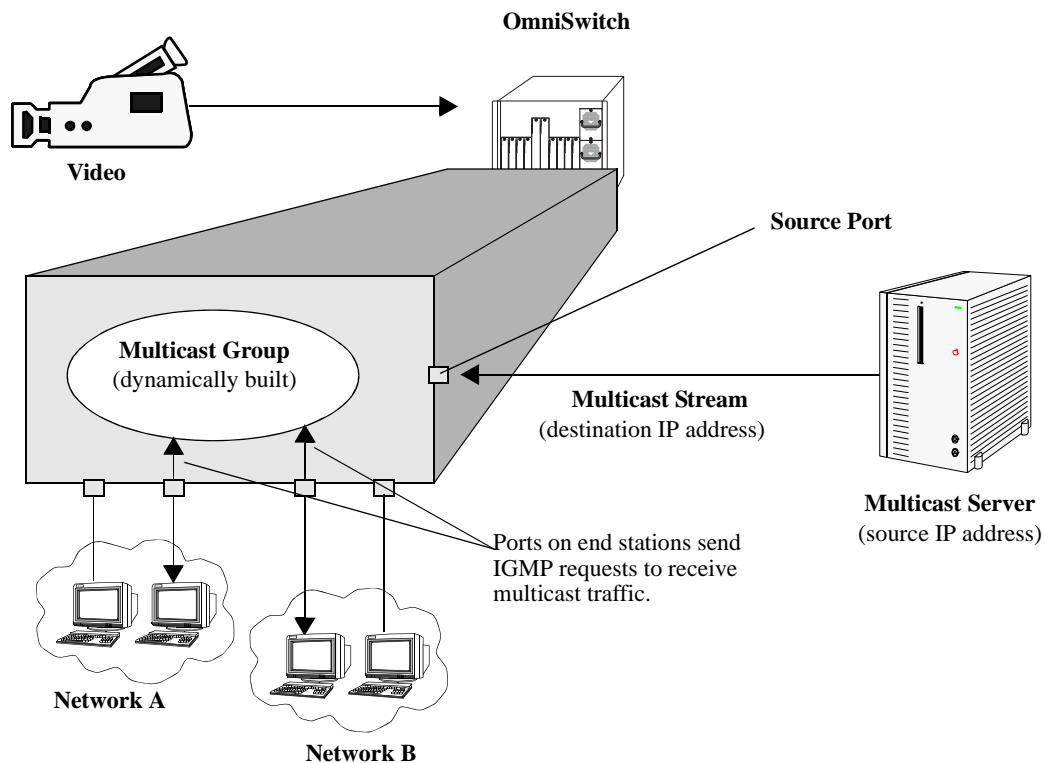 OmniSwitch
Video
Source Port
Multicast Group
(dynamically built)
Multicast Stream
(destination IP address)
Multicast Server
(source IP address)
Ports on end stations send
IGMP requests to receive
multicast traffic.
Network A
Network B